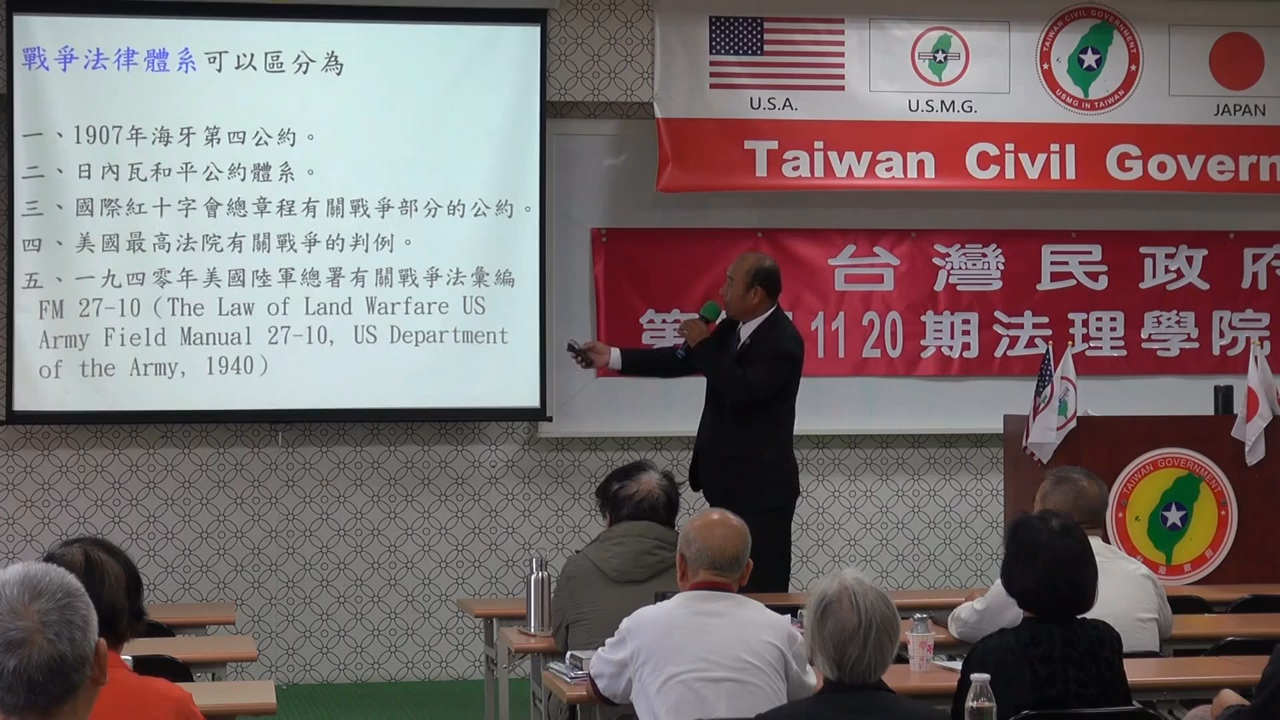 戰爭法律體系可以區分為
一、1907年海牙第四公約。
二、日內瓦和平公約體系。
三、國際紅十字會總章程有關戰爭部分的公約。
四、美國最高法院有關戰爭的判例。
五、一九四零年美國陸軍總署有關戰爭法彙編
FM 27-10 (The Law of Land Warfare US
Army Field Manual 27-10, US Department
of the Army, 1940)
U.S.A.
U.S.M.G.
TAIWAN CIVIL GOVERNMENT
USMG IN TAIWAN
JAPAN
Taiwan Civil Govern
台灣民政府
第 11 20 期法理學院
TAIWAN GOVERNMENT